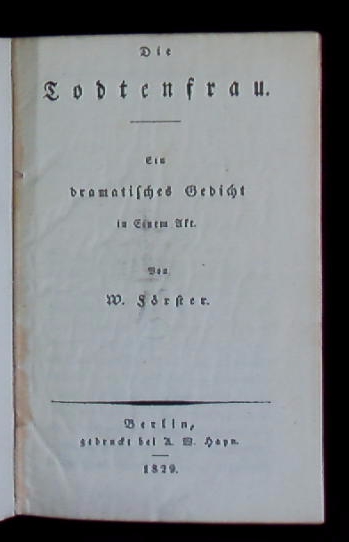 Die
Todtenfrau.
Ein
dramatisches Gedicht
in Einem Akt.
Von
W. Förster.
Berlin,
gedruckt bei A. W. Hayn.
1829.